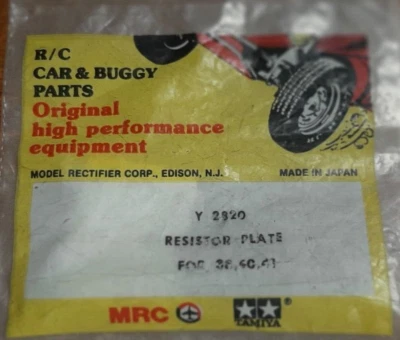 R/C
CAR & BUGGY
PARTS
Original
high performance
equipment
MODEL RECTIFIER CORP., EDISON, N.J. MADE IN JAPAN
Y 2820
RESISTOR PLATE
FOR 38,40,41
MRC TAMIYA®